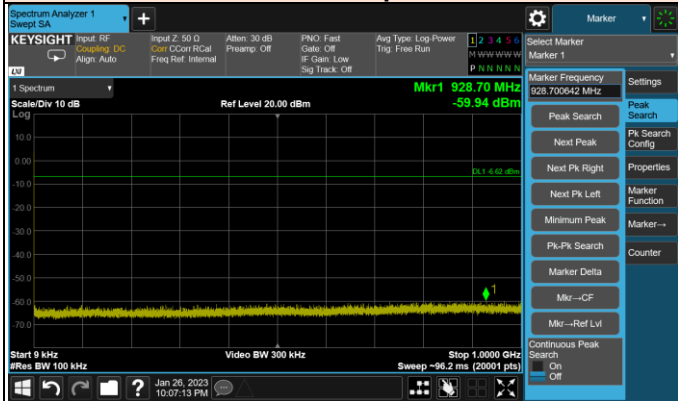 Spectrum Analyzer 1
Swept SA
+
Marker
KEYSIGHT
Input: RF
Coupling: DC
Align: Auto
Input Z: 50 Ω
Corr CCorr RCal
Freq Ref: Internal
Atten: 30 dB
Preamp: Off
PNO: Fast
Gate: Off
IF Gain: Low
Sig Track: Off
Avg Type: Log-Power
Trig: Free Run
1 2 3 4 5 6
M W W W W W
P N N N N N
LXI
Select Marker
Marker 1
1 Spectrum
Scale/Div 10 dB
Log
Ref Level 20.00 dBm
Mkr1 928.70 MHz
-59.94 dBm
10.0
0.00
-10.0
-20.0
-30.0
-40.0
-50.0
-60.0
-70.0
DL1 -6.62 dBm
1
Start 9 kHz
#Res BW 100 kHz
Video BW 300 kHz
Stop 1.0000 GHz
Sweep ~96.2 ms (20001 pts)
Marker Frequency
928.700642 MHz
Peak Search
Next Peak
Next Pk Right
Next Pk Left
Minimum Peak
Pk-Pk Search
Marker Delta
Mkr→CF
Mkr→Ref Lvl
Continuous Peak
Search
On
Off
Settings
Peak
Search
Pk Search
Config
Properties
Marker
Function
Marker→
Counter
?
Jan 26, 2023
10:07:13 PM